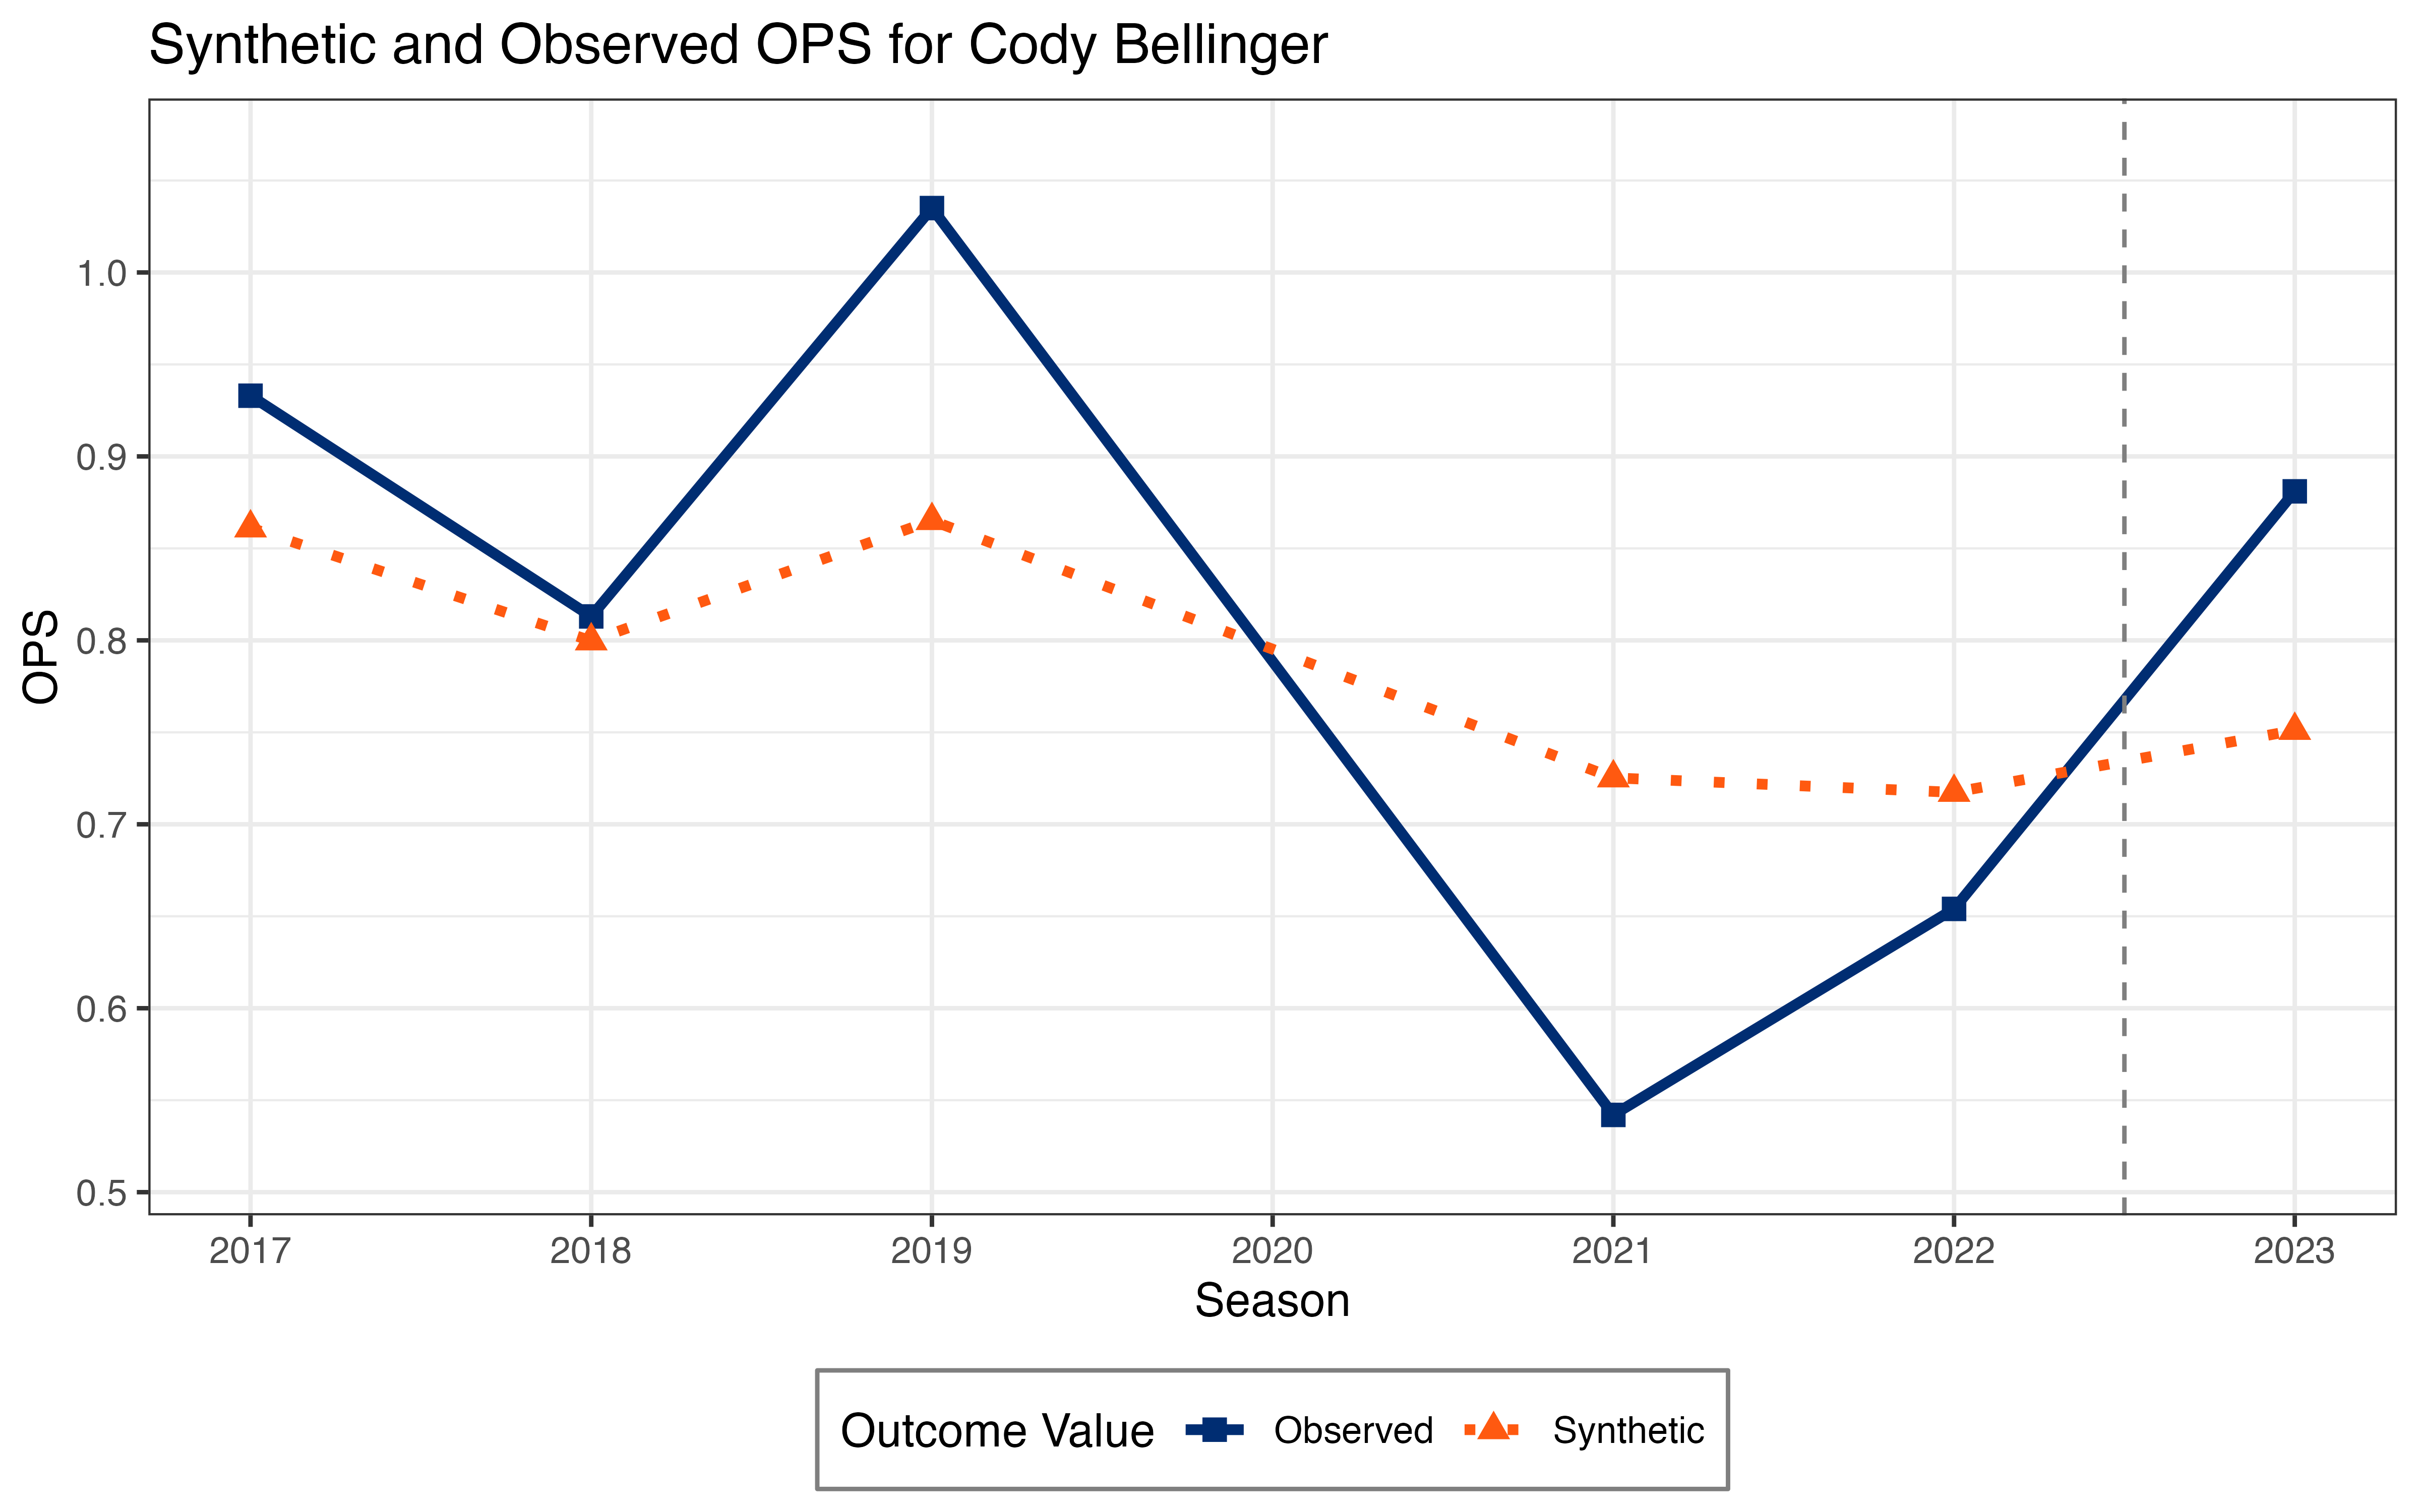 Synthetic and Observed OPS for Cody Bellinger
OPS
1.0
0.9
0.8
0.7
0.6
0.5
2017 2018 2019 2020 2021 2022 2023
Season
Outcome Value Observed Synthetic